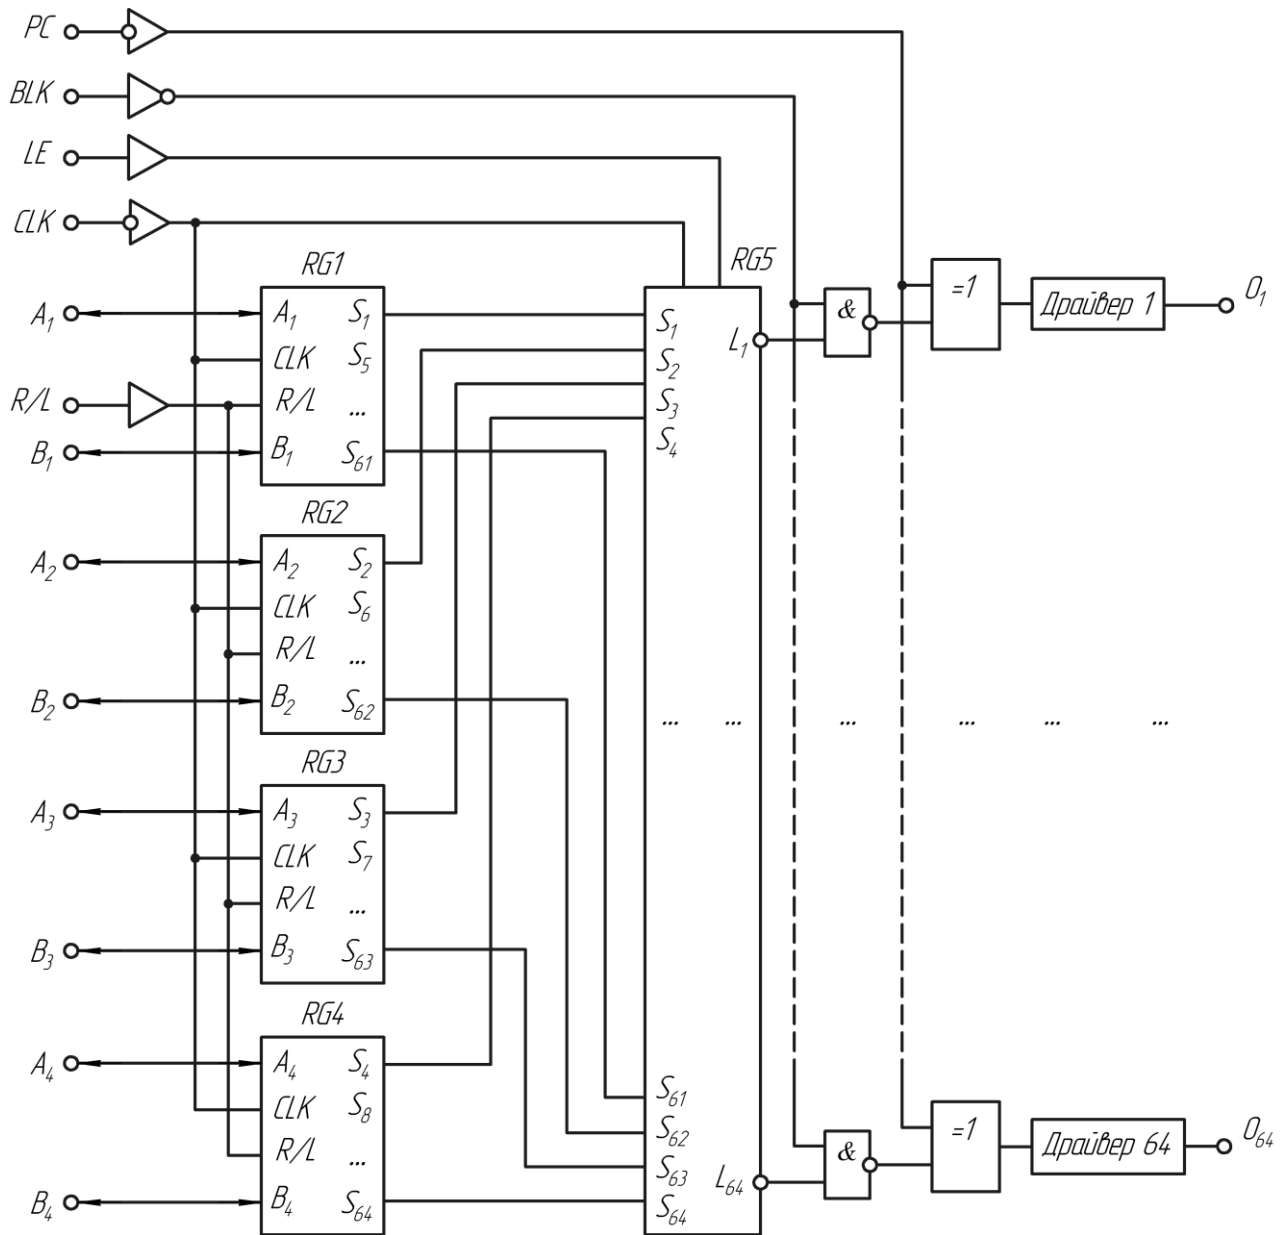 PC
BLK
LE
CLK
RG1
RG5
A1
A1 S1
S1
L1
&
=1
Драйвер 1
O1
CLK S5
S2
R/L
R/L ...
S3
B1
B1 S61
S4
RG2
A2
A2 S2
CLK S6
R/L ...
B2
B2 S62
... ... ... ... ... ...
RG3
A3
A3 S3
CLK S7
R/L ...
B3
B3 S63
RG4
A4
A4 S4
CLK S8
R/L ...
B4
B4 S64
S61
S62
S63
S64
L64
&
=1
Драйвер 64
O64